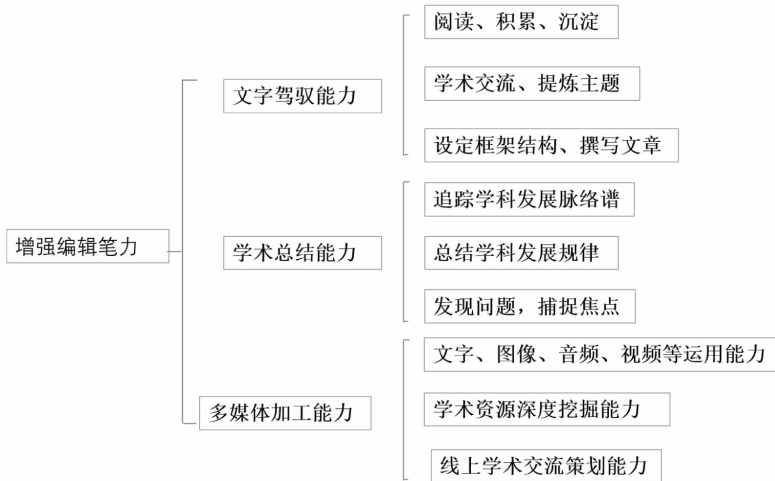 增强编辑笔力
文字驾驭能力
阅读、积累、沉淀
学术交流、提炼主题
设定框架结构、撰写文章
学术总结能力
追踪学科发展脉络谱
总结学科发展规律
发现问题，捕捉焦点
多媒体加工能力
文字、图像、音频、视频等运用能力
学术资源深度挖掘能力
线上学术交流策划能力